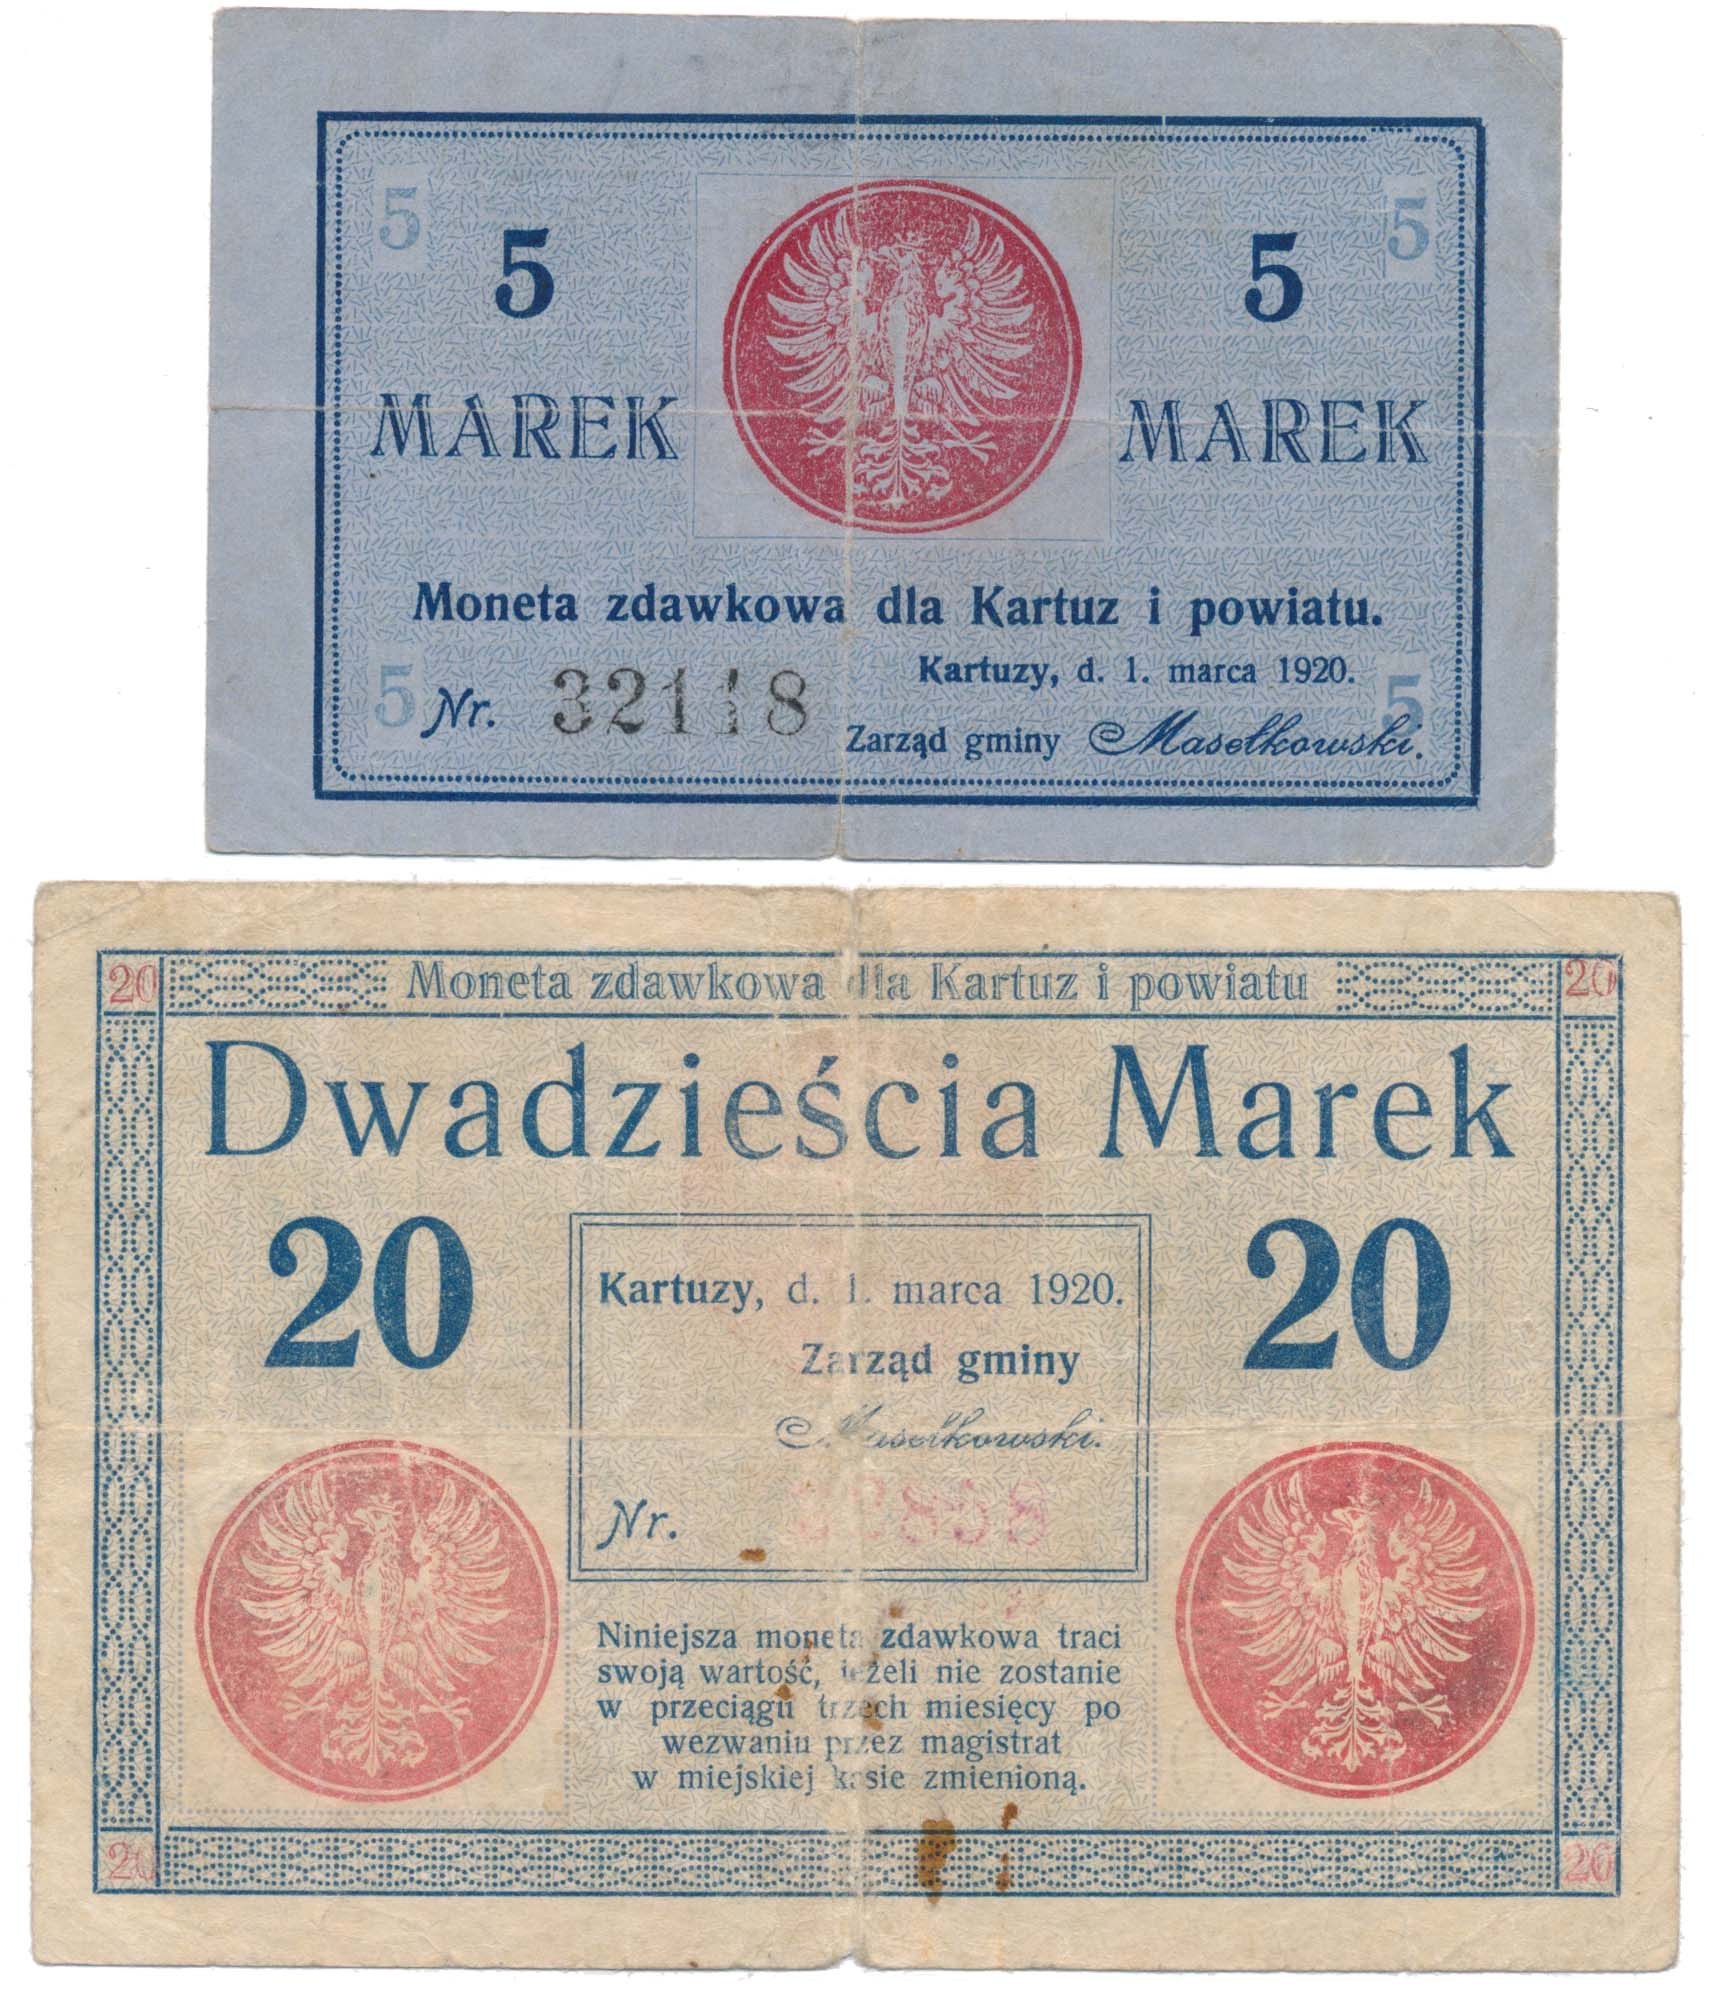 5 5
5 5
MAREK MAREK
Moneta zdawkowa dla Kartuz i powiatu.
Kartuzy, d. 1. marca 1920.
5 Nr. 32118 5
Zarząd gminy Masełkowski.
20 Moneta zdawkowa dla Kartuz i powiatu 20
Dwadzieścia Marek
20 20
Kartuzy, d. 1. marca 1920.
Zarząd gminy
Masełkowski.
Nr.
Niniejsza moneta zdawkowa traci
swoją wartość, jeżeli nie zostanie
w przeciągu trzech miesięcy po
wezwaniu przez magistrat
w miejskiej kasie zmienioną.
20 20